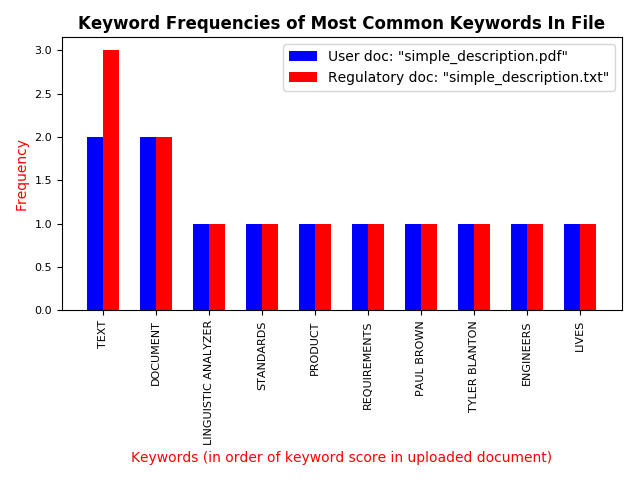 Keyword Frequencies of Most Common Keywords In File
User doc: "simple_description.pdf"
Regulatory doc: "simple_description.txt"
Frequency
3.0
2.5
2.0
1.5
1.0
0.5
0.0
TEXT
DOCUMENT
LINGUISTIC ANALYZER
STANDARDS
PRODUCT
REQUIREMENTS
PAUL BROWN
TYLER BLANTON
ENGINEERS
LIVES
Keywords (in order of keyword score in uploaded document)